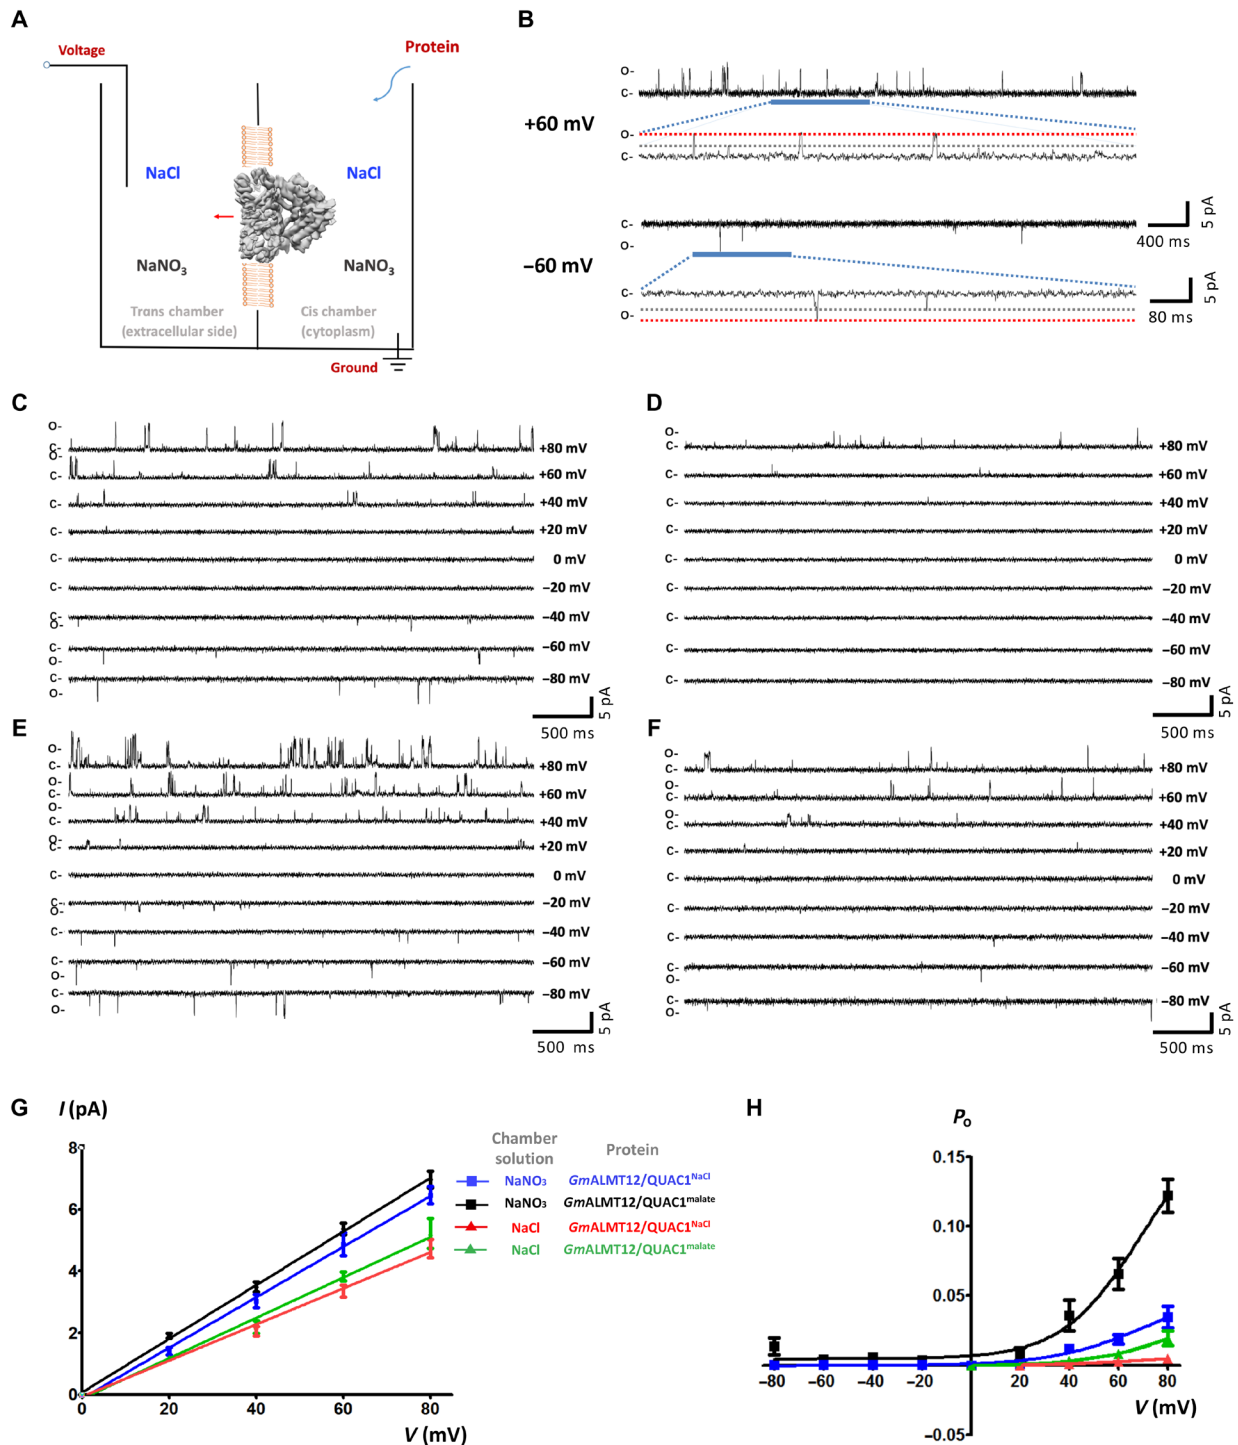 A
Voltage
Protein
NaCl
NaCl
NaNO₃
NaNO₃
Trans chamber
(extracellular side)
Cis chamber
(cytoplasm)
Ground
B
O-
C-
+60 mV
O-
C-
C-
O-
5 pA
400 ms
−60 mV
C-
O-
5 pA
80 ms
C
O-
C-
+80 mV
O-
C-
+60 mV
C-
+40 mV
C-
+20 mV
C-
0 mV
C-
−20 mV
C-
O-
−40 mV
C-
O-
−60 mV
C-
O-
−80 mV
5 pA
500 ms
D
O-
C-
+80 mV
C-
+60 mV
C-
+40 mV
C-
+20 mV
C-
0 mV
C-
−20 mV
C-
−40 mV
C-
−60 mV
C-
−80 mV
5 pA
500 ms
E
O-
C-
+80 mV
O-
C-
+60 mV
O-
C-
+40 mV
O-
C-
+20 mV
C-
0 mV
C-
O-
−20 mV
C-
−40 mV
C-
O-
−60 mV
C-
O-
−80 mV
5 pA
500 ms
F
O-
C-
+80 mV
O-
C-
+60 mV
O-
C-
+40 mV
C-
+20 mV
C-
0 mV
C-
−20 mV
C-
−40 mV
C-
O-
−60 mV
C-
O-
−80 mV
5 pA
500 ms
G
I (pA)
8
6
4
2
0
0 20 40 60 80
V (mV)
Chamber solution
Protein
NaNO₃ GmALMT12/QUAC1^NaCl
NaNO₃ GmALMT12/QUAC1^malate
NaCl GmALMT12/QUAC1^NaCl
NaCl GmALMT12/QUAC1^malate
H
Pₒ
0.15
0.10
0.05
−80 −60 −40 −20 20 40 60 80
V (mV)
−0.05